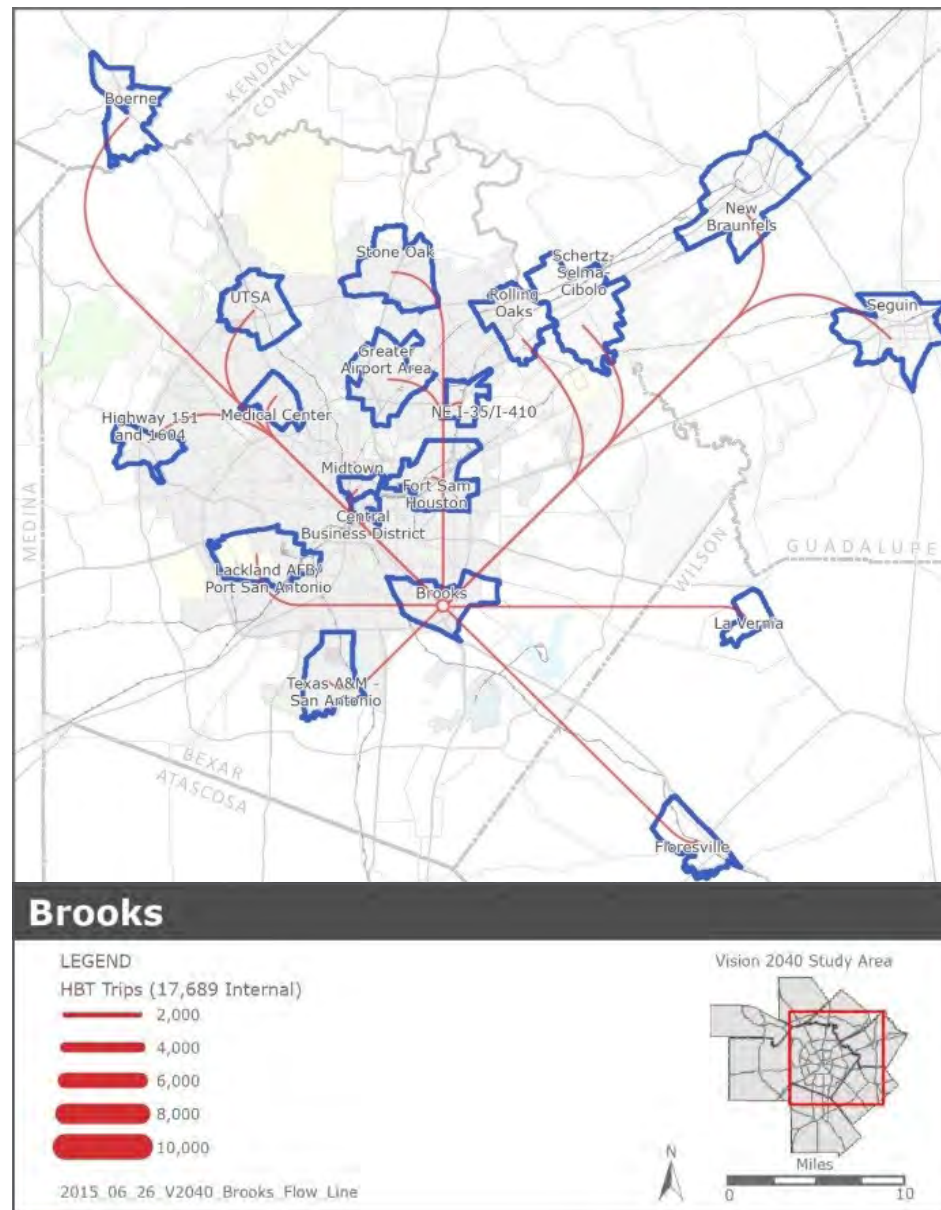 Boerne
KENDALL
COMAL
New
Braunfels
Stone Oak
Schertz-
Selma-
Cibolo
UTSA
Rolling
Oaks
Seguin
Greater
Airport Area
Medical Center
NE I-35/I-410
Highway 151
and 1604
Midtown
Fort Sam
Houston
Central
Business District
MEDINA
GUADALUPE
WILSON
Lackland AFB/
Port San Antonio
Brooks
La Vernia
Texas A&M -
San Antonio
BEXAR
ATASCOSA
Floresville
Brooks
LEGEND
HBT Trips (17,689 Internal)
2,000
4,000
6,000
8,000
10,000
2015_06_26_V2040_Brooks_Flow_Line
Vision 2040 Study Area
N
Miles
0 10